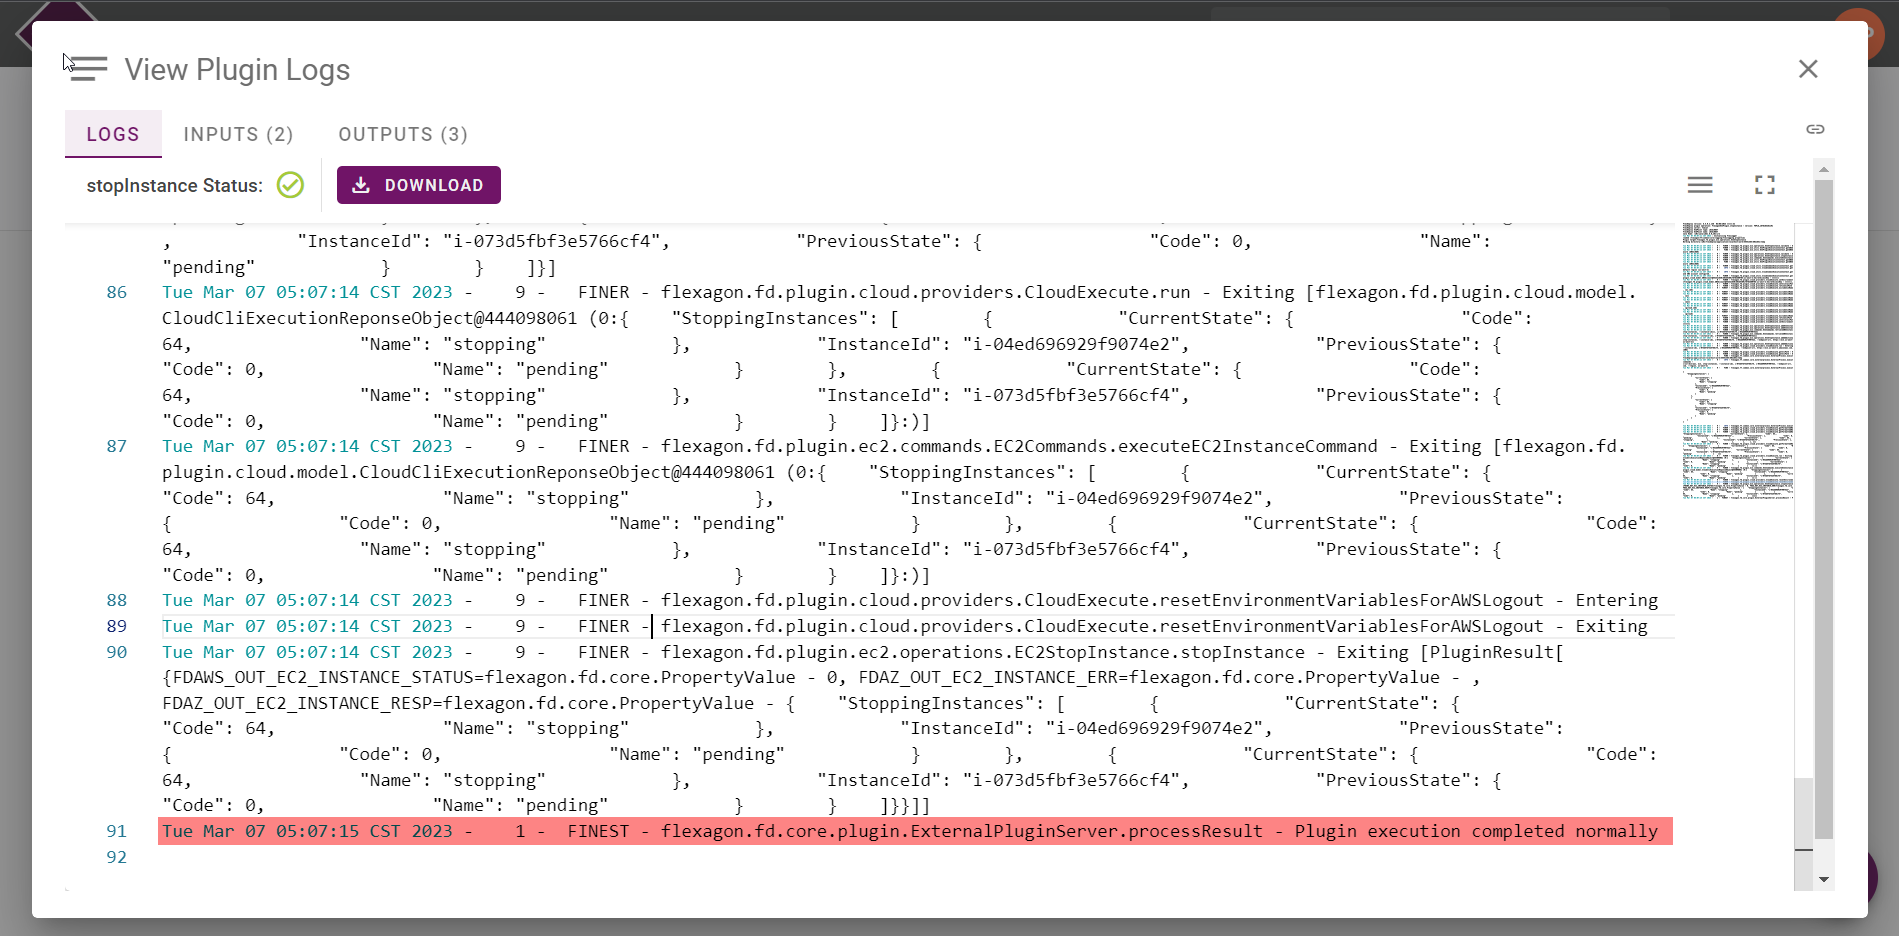 View Plugin Logs
LOGS INPUTS (2) OUTPUTS (3)
stopInstance Status: DOWNLOAD
, "InstanceId": "i-073d5fbf3e5766cf4", "PreviousState": { "Code": 0, "Name":
"pending" } } ]}]
86 Tue Mar 07 05:07:14 CST 2023 - 9 - FINER - flexagon.fd.plugin.cloud.providers.CloudExecute.run - Exiting [flexagon.fd.plugin.cloud.model.
CloudCliExecutionReponseObject@444098061 (0:{ "StoppingInstances": [ { "CurrentState": { "Code":
64, "Name": "stopping" }, "InstanceId": "i-04ed696929f9074e2", "PreviousState": {
"Code": 0, "Name": "pending" } }, { "CurrentState": { "Code":
64, "Name": "stopping" }, "InstanceId": "i-073d5fbf3e5766cf4", "PreviousState": {
"Code": 0, "Name": "pending" } } ]}:)]
87 Tue Mar 07 05:07:14 CST 2023 - 9 - FINER - flexagon.fd.plugin.ec2.commands.EC2Commands.executeEC2InstanceCommand - Exiting [flexagon.fd.
plugin.cloud.model.CloudCliExecutionReponseObject@444098061 (0:{ "StoppingInstances": [ { "CurrentState": {
"Code": 64, "Name": "stopping" }, "InstanceId": "i-04ed696929f9074e2", "PreviousState":
{ "Code": 0, "Name": "pending" } }, { "CurrentState": { "Code":
64, "Name": "stopping" }, "InstanceId": "i-073d5fbf3e5766cf4", "PreviousState": {
"Code": 0, "Name": "pending" } } ]}:)]
88 Tue Mar 07 05:07:14 CST 2023 - 9 - FINER - flexagon.fd.plugin.cloud.providers.CloudExecute.resetEnvironmentVariablesForAWSLogout - Entering
89 Tue Mar 07 05:07:14 CST 2023 - 9 - FINER - flexagon.fd.plugin.cloud.providers.CloudExecute.resetEnvironmentVariablesForAWSLogout - Exiting
90 Tue Mar 07 05:07:14 CST 2023 - 9 - FINER - flexagon.fd.plugin.ec2.operations.EC2StopInstance.stopInstance - Exiting [PluginResult[
{FDAWS_OUT_EC2_INSTANCE_STATUS=flexagon.fd.core.PropertyValue - 0, FDAZ_OUT_EC2_INSTANCE_ERR=flexagon.fd.core.PropertyValue - ,
FDAZ_OUT_EC2_INSTANCE_RESP=flexagon.fd.core.PropertyValue - { "StoppingInstances": [ { "CurrentState": {
"Code": 64, "Name": "stopping" }, "InstanceId": "i-04ed696929f9074e2", "PreviousState":
{ "Code": 0, "Name": "pending" } }, { "CurrentState": { "Code":
64, "Name": "stopping" }, "InstanceId": "i-073d5fbf3e5766cf4", "PreviousState": {
"Code": 0, "Name": "pending" } } ]}}]]
91 Tue Mar 07 05:07:15 CST 2023 - 1 - FINEST - flexagon.fd.core.plugin.ExternalPluginServer.processResult - Plugin execution completed normally
92